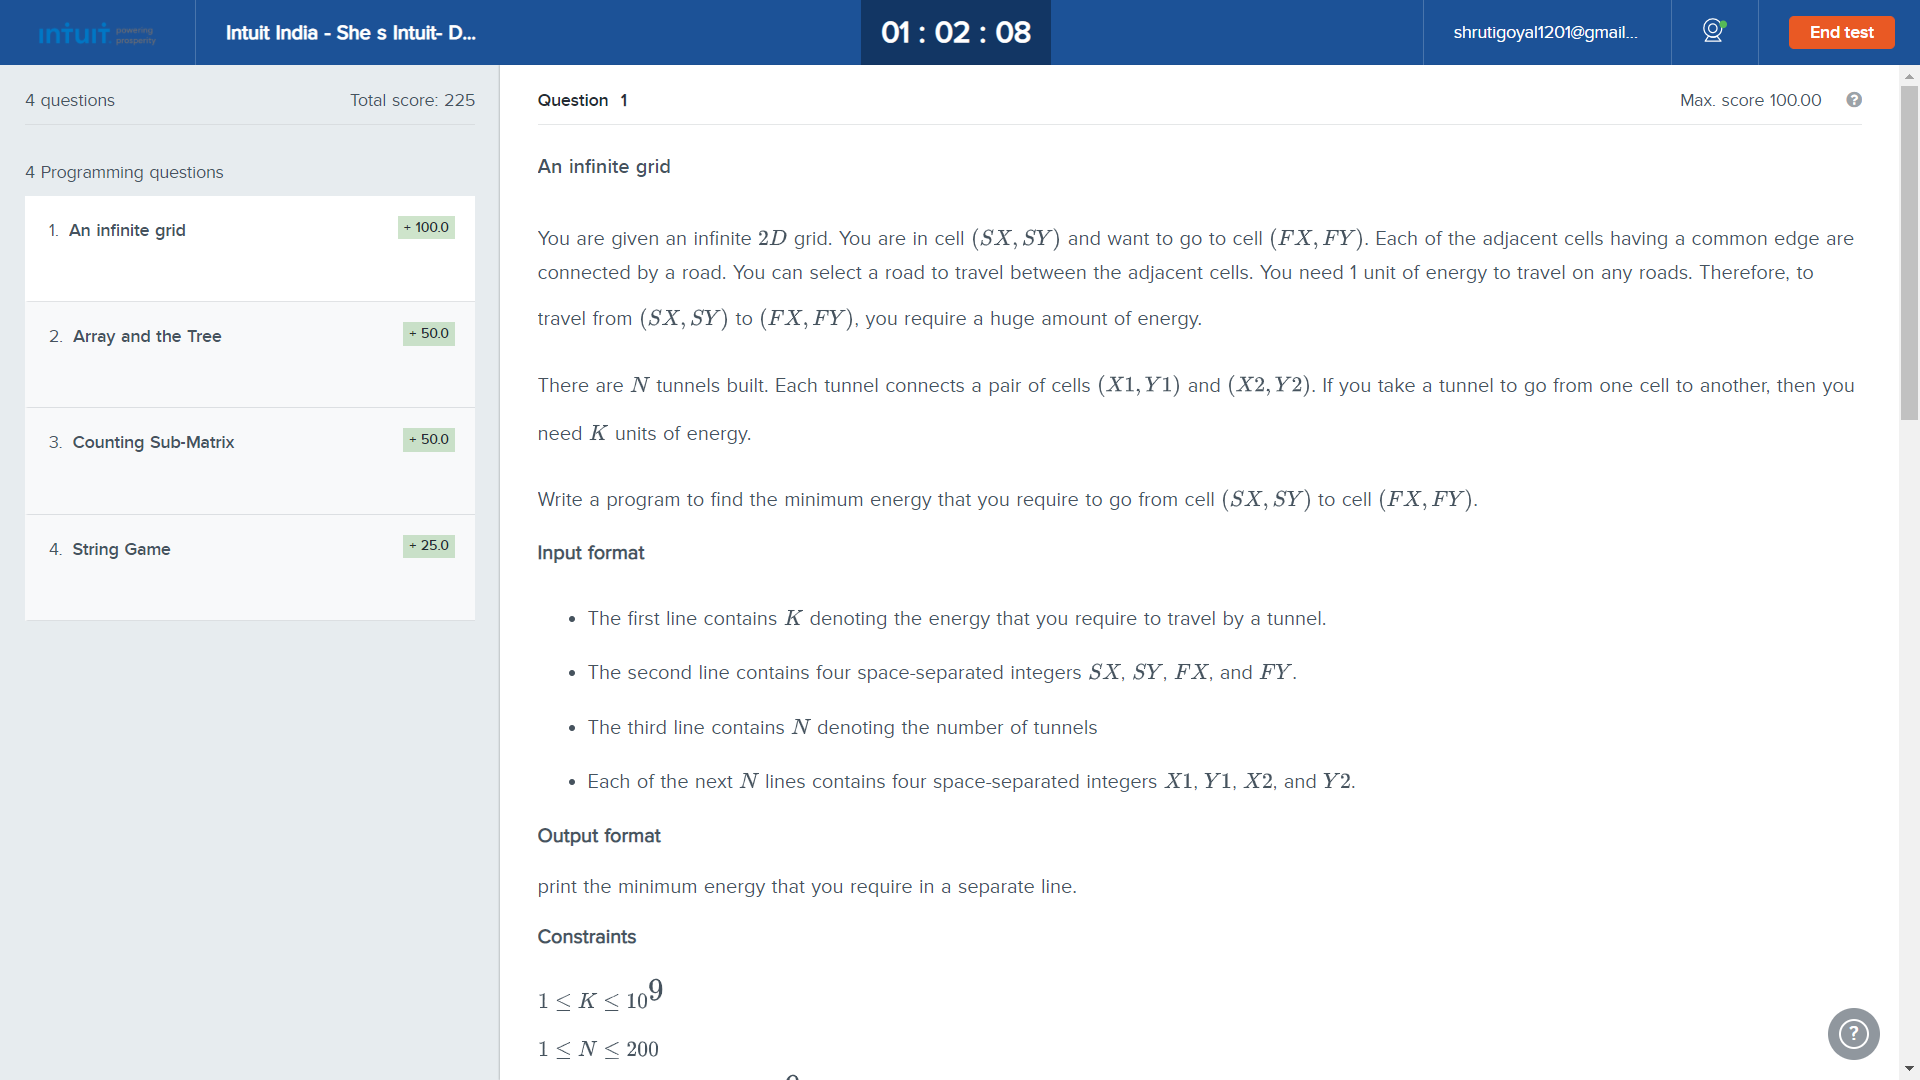 intuit powering prosperity
Intuit India - She s Intuit- D...
01 : 02 : 08
shrutigoyal1201@gmail...
End test
4 questions
Total score: 225
4 Programming questions
1. An infinite grid
+ 100.0
2. Array and the Tree
+ 50.0
3. Counting Sub-Matrix
+ 50.0
4. String Game
+ 25.0
Question 1
Max. score 100.00
?
An infinite grid
You are given an infinite 2D grid. You are in cell (SX, SY) and want to go to cell (FX, FY). Each of the adjacent cells having a common edge are
connected by a road. You can select a road to travel between the adjacent cells. You need 1 unit of energy to travel on any roads. Therefore, to
travel from (SX, SY) to (FX, FY), you require a huge amount of energy.
There are N tunnels built. Each tunnel connects a pair of cells (X1, Y1) and (X2, Y2). If you take a tunnel to go from one cell to another, then you
need K units of energy.
Write a program to find the minimum energy that you require to go from cell (SX, SY) to cell (FX, FY).
Input format
• The first line contains K denoting the energy that you require to travel by a tunnel.
• The second line contains four space-separated integers SX, SY, FX, and FY.
• The third line contains N denoting the number of tunnels
• Each of the next N lines contains four space-separated integers X1, Y1, X2, and Y2.
Output format
print the minimum energy that you require in a separate line.
Constraints
1 ≤ K ≤ 10^9
1 ≤ N ≤ 200
?